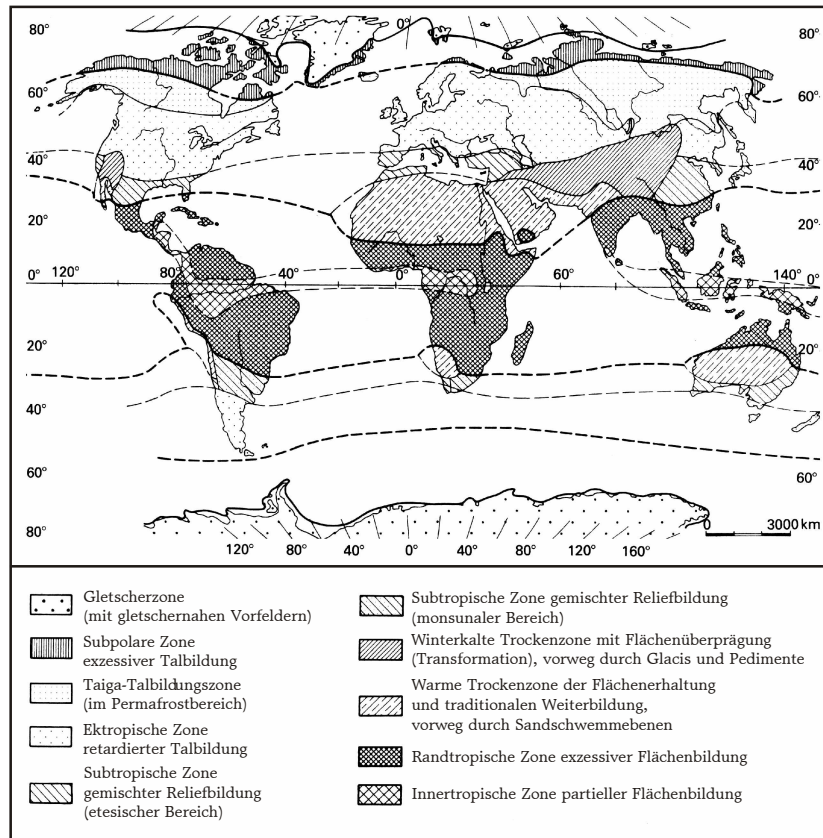 80°
0°
80°
60°
60°
40°
40°
20°
20°
0°
120°
80°
40°
0°
60°
140°
0°
20°
20°
40°
60°
60°
80°
0
3000 km
120°
80°
40°
0°
40°
80°
120°
160°
Gletscherzone
(mit gletschernahen Vorfeldern)
Subpolare Zone
exzessiver Talbildung
Taiga-Talbildungszone
(im Permafrostbereich)
Ektropische Zone
retardierter Talbildung
Subtropische Zone
gemischter Reliefbildung
(etesischer Bereich)
Subtropische Zone gemischter Reliefbildung
(monsunaler Bereich)
Winterkalte Trockenzone mit Flächenüberprägung
(Transformation), vorweg durch Glacis und Pedimente
Warme Trockenzone der Flächenerhaltung
und traditionalen Weiterbildung,
vorweg durch Sandschwemmebenen
Randtropische Zone exzessiver Flächenbildung
Innertropische Zone partieller Flächenbildung